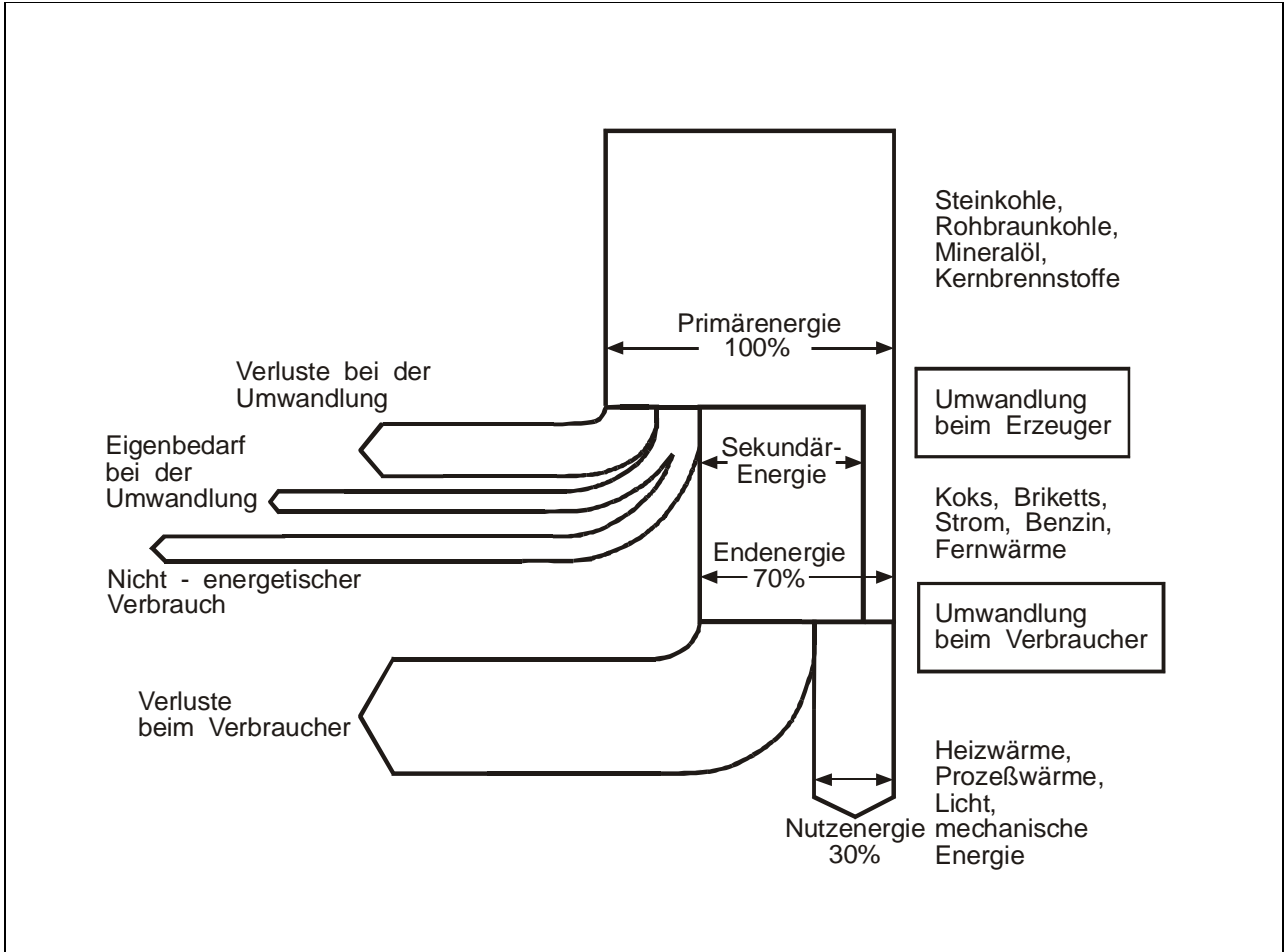 Steinkohle,
Rohbraunkohle,
Mineralöl,
Kernbrennstoffe
Primärenergie
100%
Verluste bei der
Umwandlung
Umwandlung
beim Erzeuger
Eigenbedarf
bei der
Umwandlung
Sekundär-
Energie
Koks, Briketts,
Strom, Benzin,
Fernwärme
Endenergie
70%
Nicht - energetischer
Verbrauch
Umwandlung
beim Verbraucher
Verluste
beim Verbraucher
Heizwärme,
Prozeßwärme,
Licht,
mechanische
Energie
Nutzenergie
30%